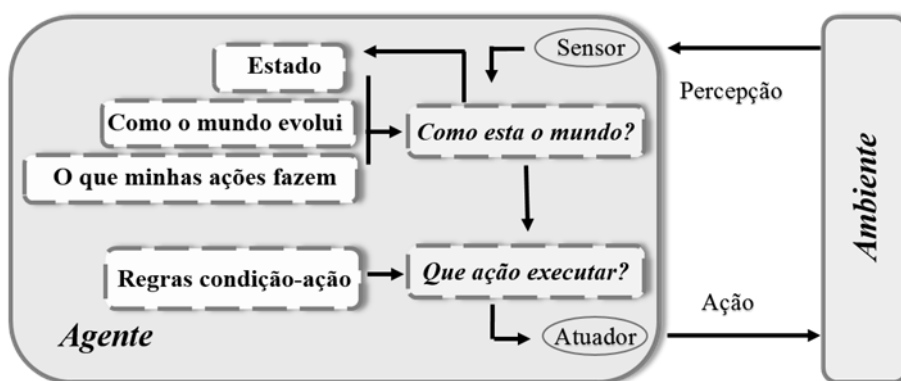 Estado
Sensor
Percepção
Como o mundo evolui
Como esta o mundo?
O que minhas ações fazem
Ambiente
Regras condição-ação
Que ação executar?
Ação
Agente
Atuador